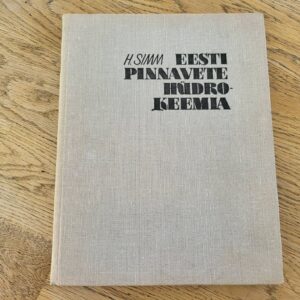 H. SIMM EESTI
PINNAVETE
HÜDRO-
KEEMIA